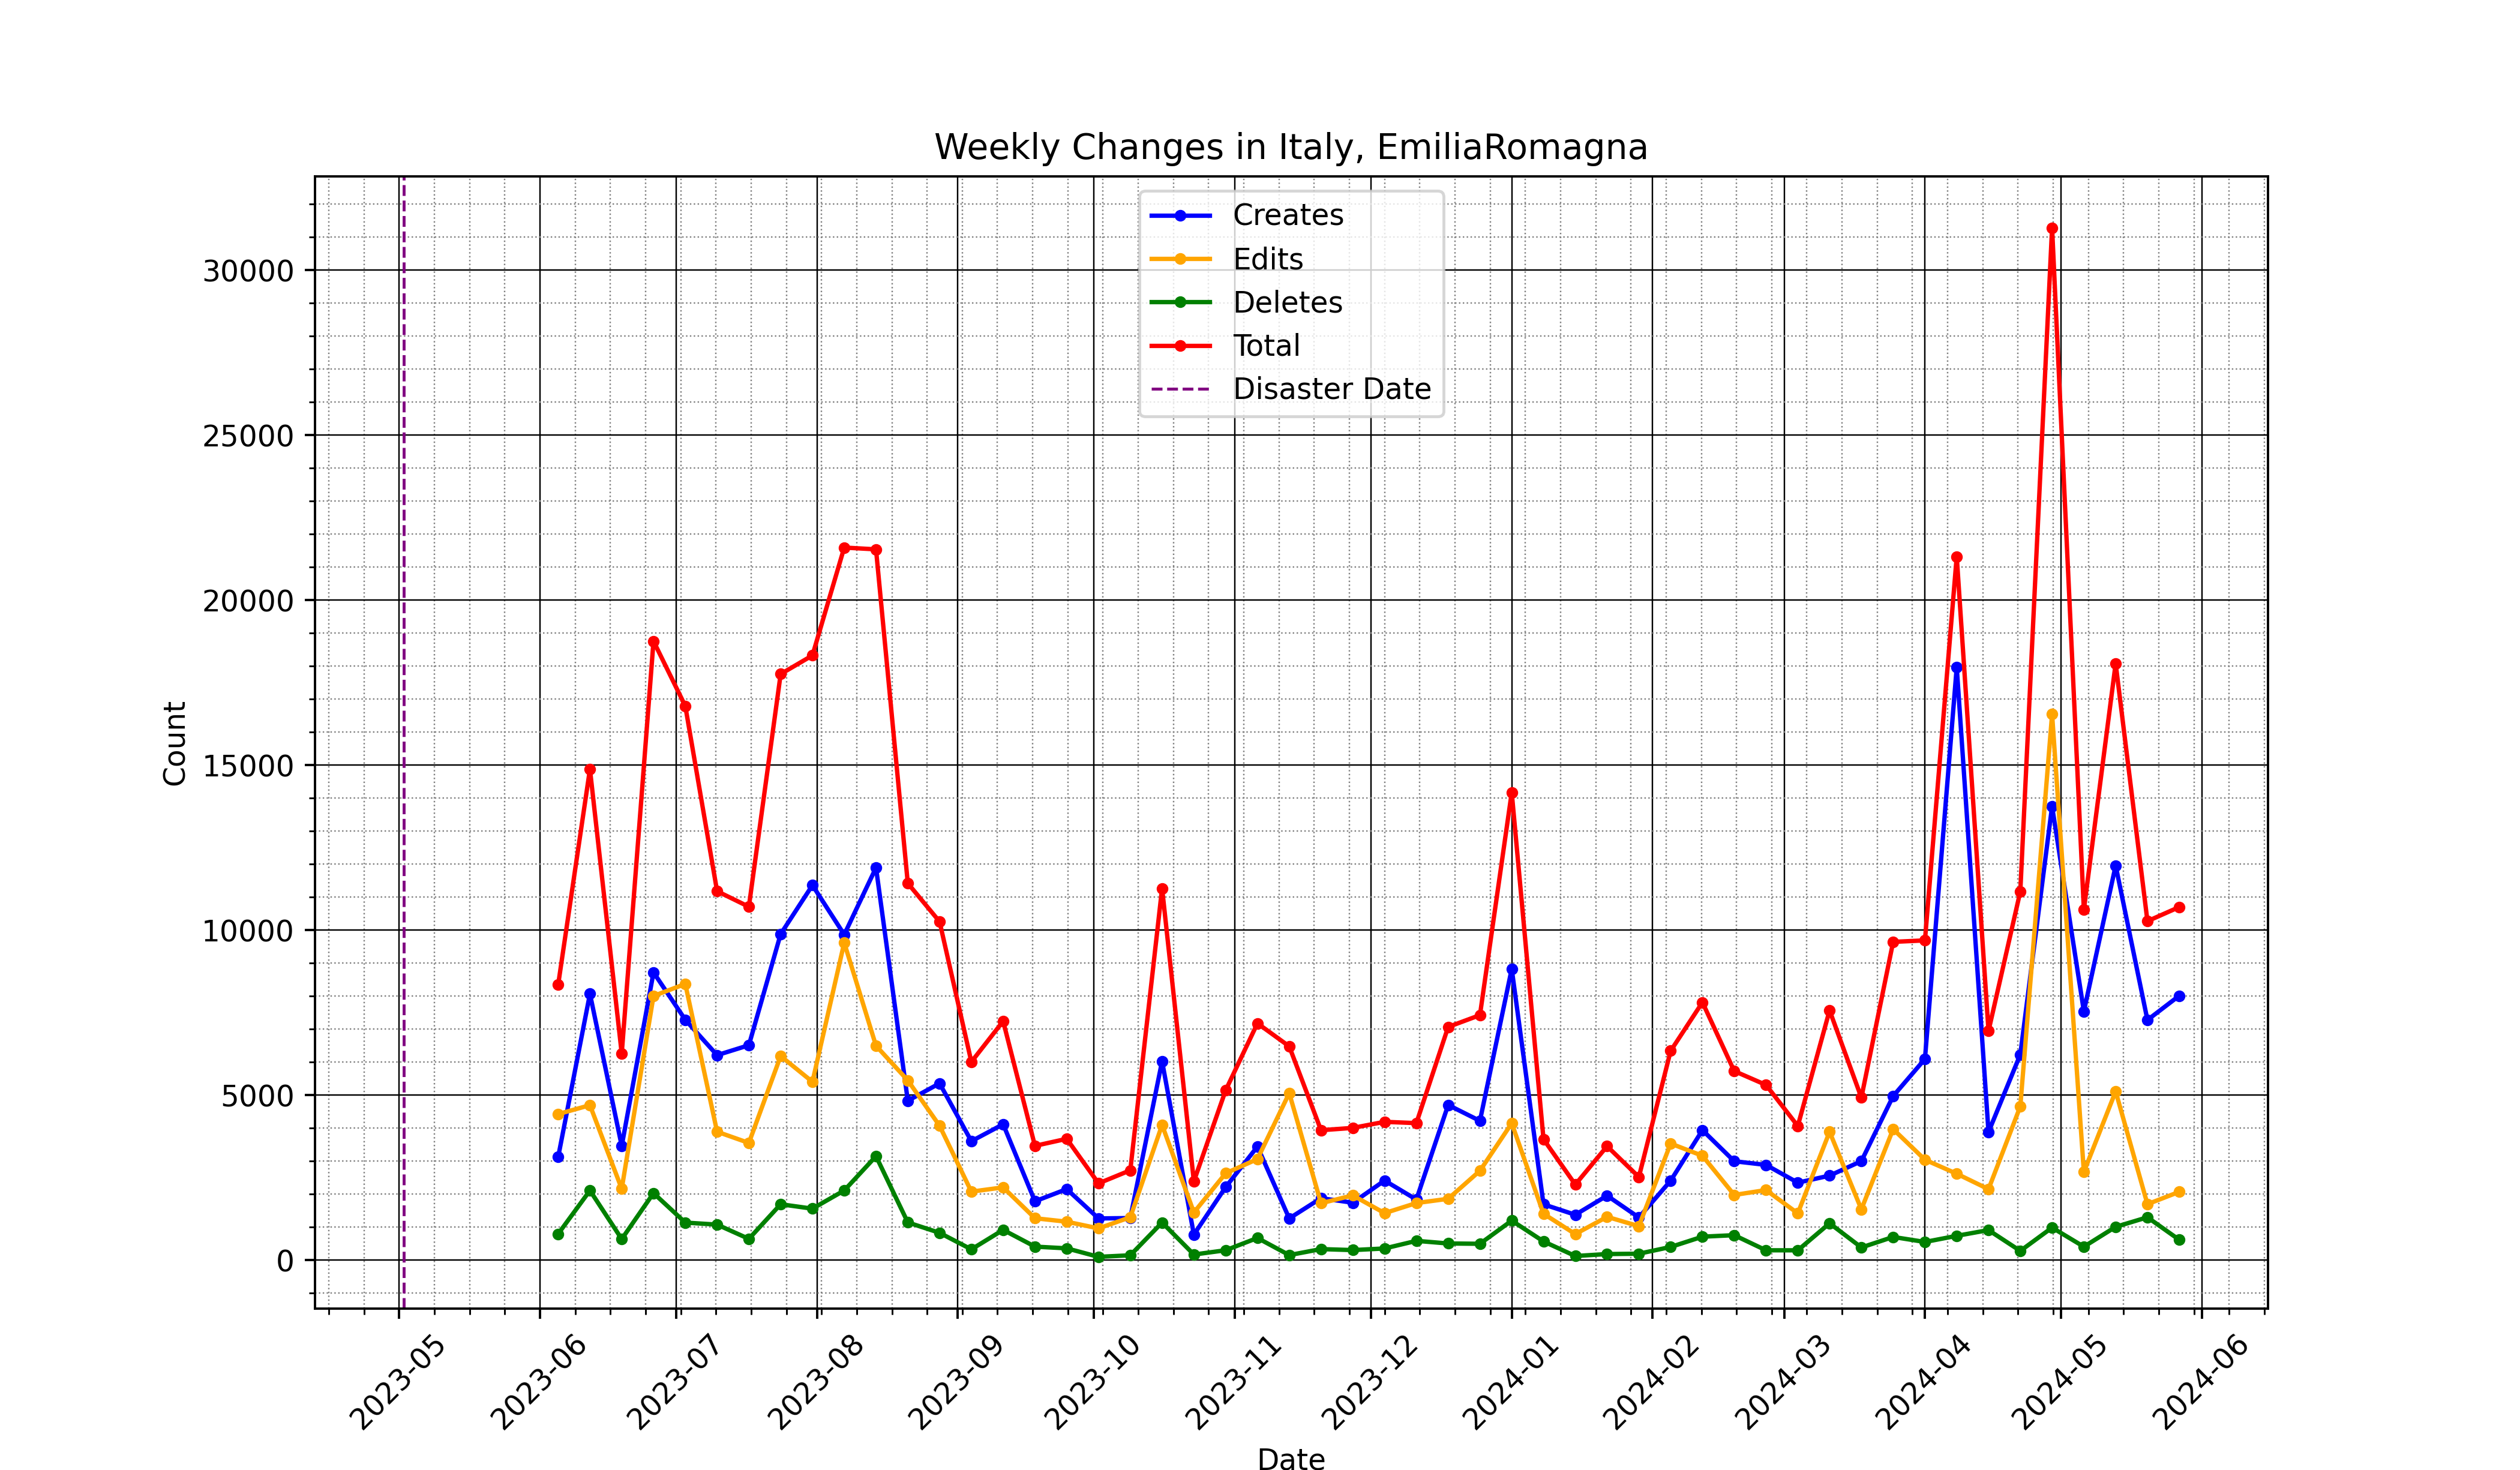 Weekly Changes in Italy, EmiliaRomagna
Creates
Edits
Deletes
Total
Disaster Date
30000
25000
20000
15000
10000
5000
0
Count
2023-05
2023-06
2023-07
2023-08
2023-09
2023-10
2023-11
2023-12
2024-01
2024-02
2024-03
2024-04
2024-05
2024-06
Date